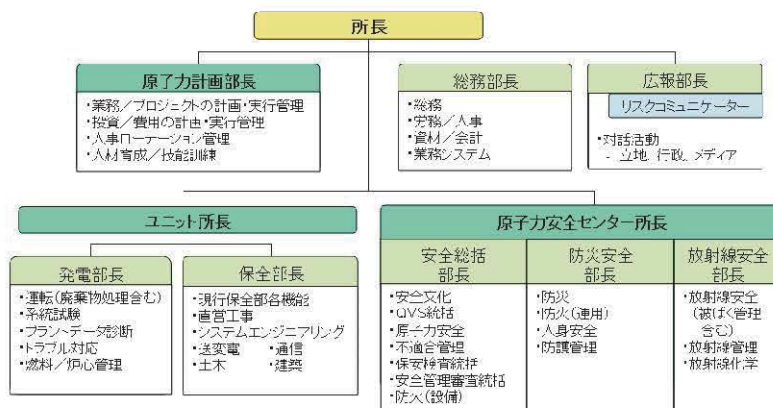 所長
原子力計画部長
・業務／プロジェクトの計画・実行管理
・投資／費用の計画・実行管理
・人事ローテーション管理
・人材育成／技能訓練
総務部長
・総務
・労務／人事
・資材／会計
・業務システム
広報部長
リスクコミュニケーター
・対話活動
- 立地、行政、メディア
ユニット所長
発電部長
・運転(廃棄物処理含む)
・系統試験
・プラントデータ診断
・トラブル対応
・燃料／炉心管理
保全部長
・現行保全部各機能
・直営工事
・システムエンジニアリング
・送変電 ・通信
・土木 ・建築
原子力安全センター所長
安全総括
部長
・安全文化
・QMS統括
・原子力安全
・不適合管理
・保安検査統括
・安全管理審査統括
・防火(設備)
防災安全
部長
・防災
・防火(運用)
・人身安全
・防護管理
放射線安全
部長
・放射線安全
(被ばく管理
含む)
・放射線管理
・放射線化学